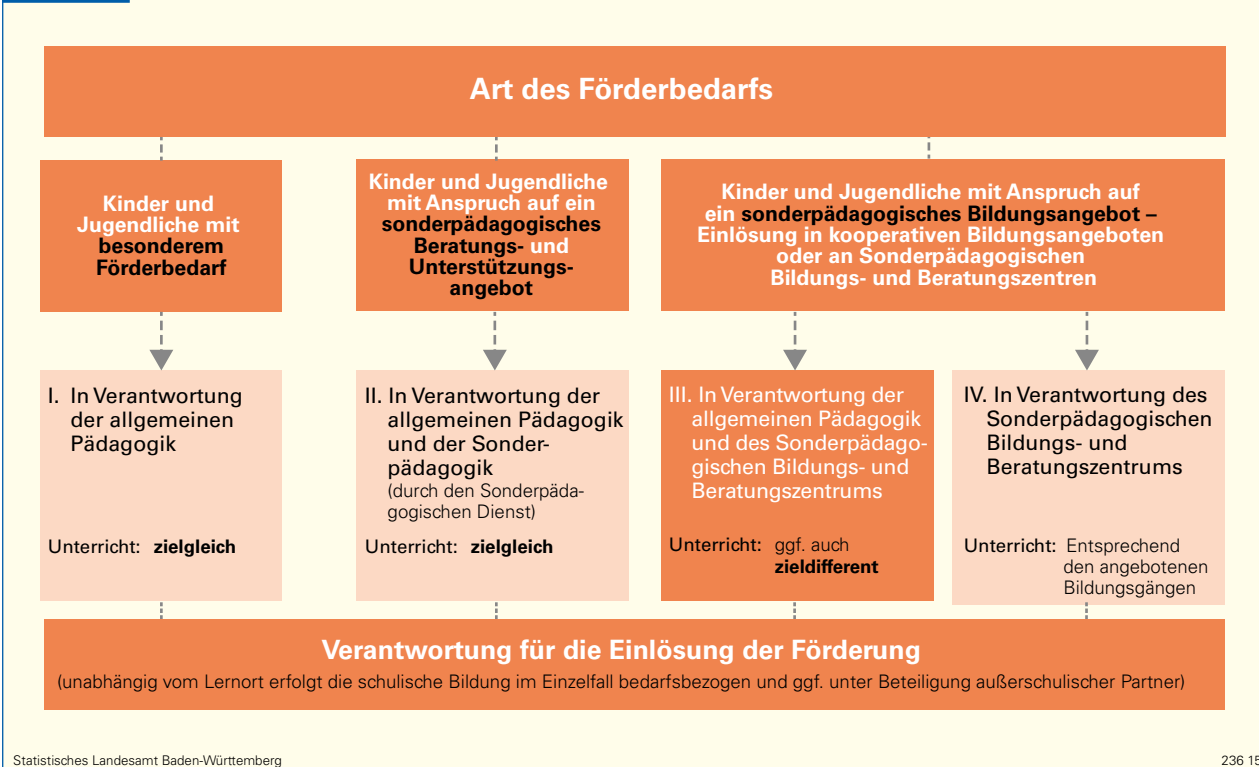 Art des Förderbedarfs
Kinder und
Jugendliche mit
besonderem
Förderbedarf
Kinder und Jugendliche
mit Anspruch auf ein
sonderpädagogisches
Beratungs- und
Unterstützungs-
angebot
Kinder und Jugendliche mit Anspruch auf
ein sonderpädagogisches Bildungsangebot –
Einlösung in kooperativen Bildungsangeboten
oder an Sonderpädagogischen
Bildungs- und Beratungszentren
I. In Verantwortung
der allgemeinen
Pädagogik
Unterricht: zielgleich
II. In Verantwortung der
allgemeinen Pädagogik
und der Sonder-
pädagogik
(durch den Sonderpäda-
gogischen Dienst)
Unterricht: zielgleich
III. In Verantwortung der
allgemeinen Pädagogik
und des Sonderpädago-
gischen Bildungs- und
Beratungszentrums
Unterricht: ggf. auch
zieldifferent
IV. In Verantwortung des
Sonderpädagogischen
Bildungs- und
Beratungszentrums
Unterricht: Entsprechend
den angebotenen
Bildungsgängen
Verantwortung für die Einlösung der Förderung
(unabhängig vom Lernort erfolgt die schulische Bildung im Einzelfall bedarfsbezogen und ggf. unter Beteiligung außerschulischer Partner)
Statistisches Landesamt Baden-Württemberg
236 15